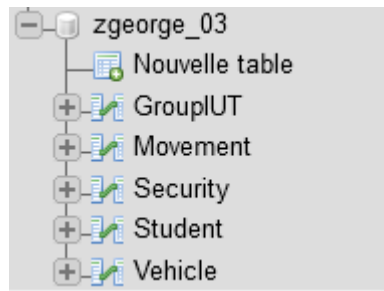 zgeorge_03
Nouvelle table
GroupIUT
Movement
Security
Student
Vehicle